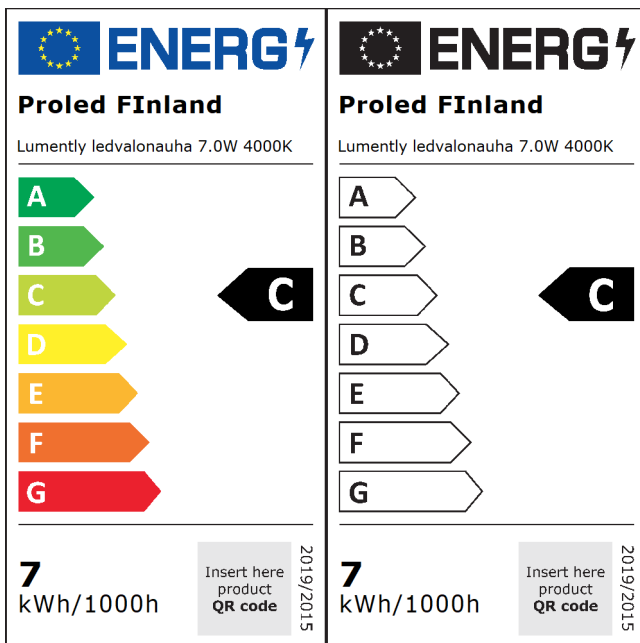 ENERG
Proled FInland
Lumently ledvalonauha 7.0W 4000K
A
B
C
C
D
E
F
G
7
kWh/1000h
Insert here
product
QR code
2019/2015
ENERG
Proled FInland
Lumently ledvalonauha 7.0W 4000K
A
B
C
C
D
E
F
G
7
kWh/1000h
Insert here
product
QR code
2019/2015